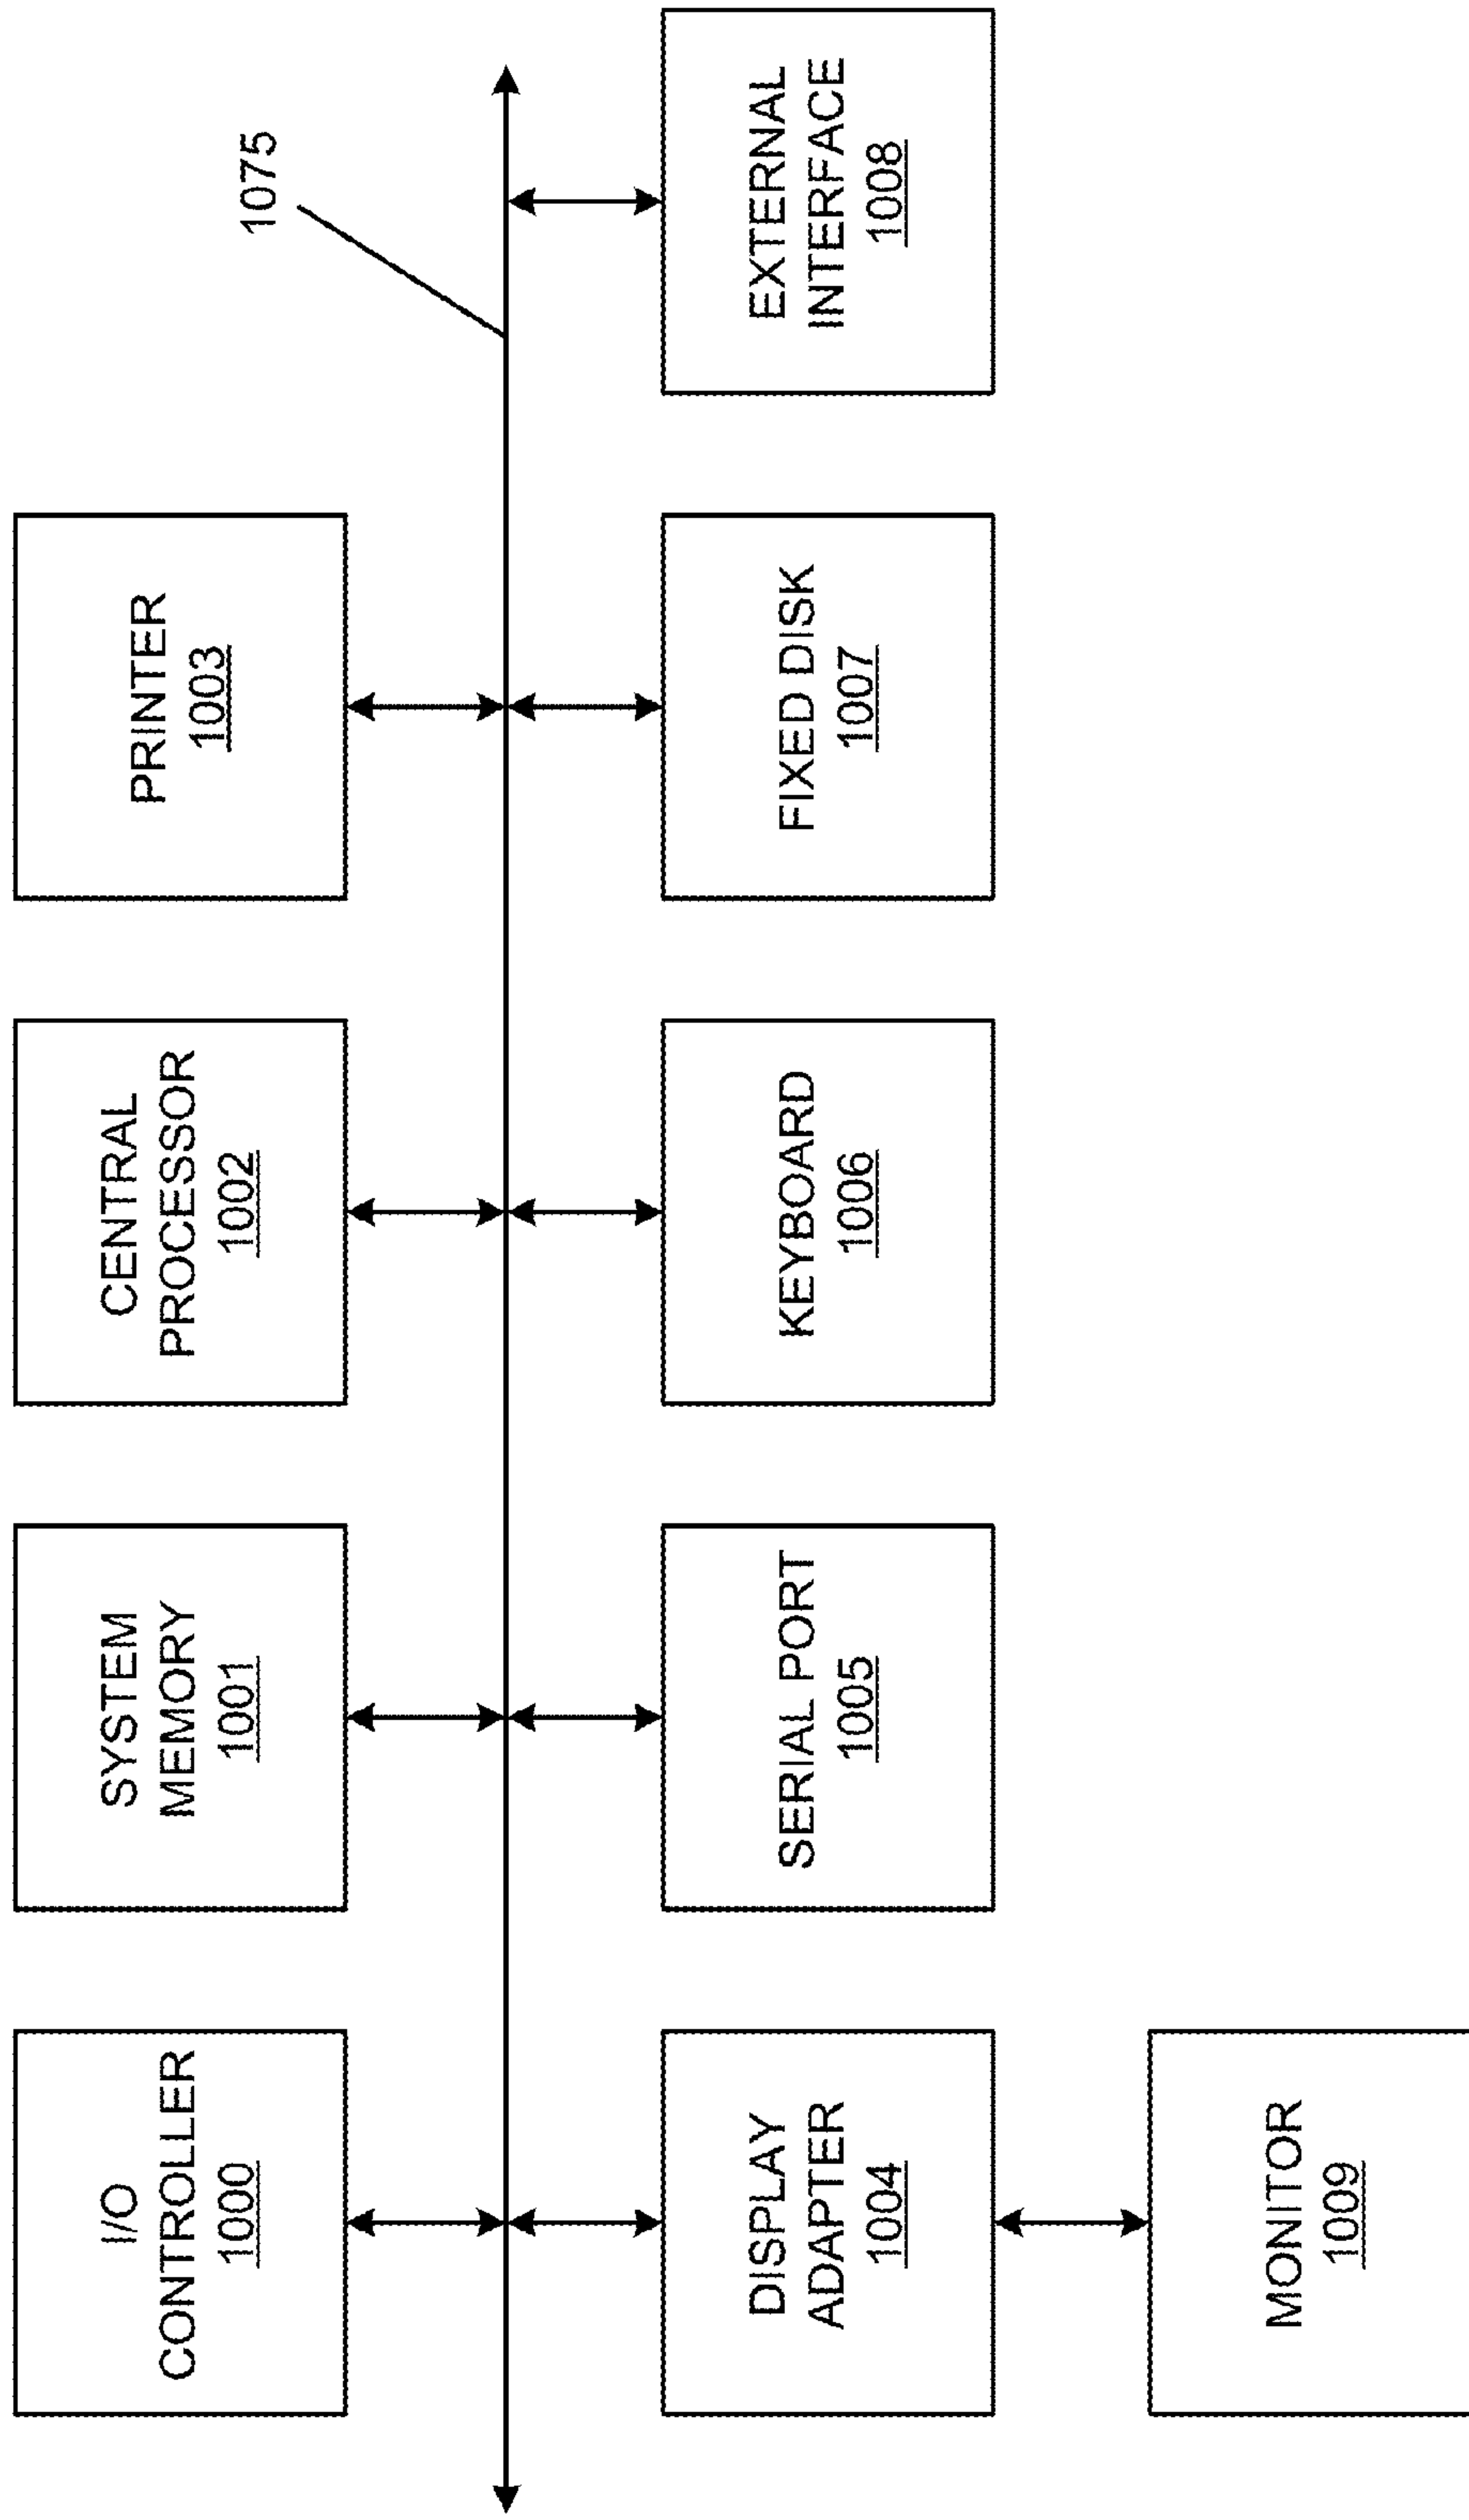 I/O
CONTROLLER
1000
SYSTEM
MEMORY
1001
CENTRAL
PROCESSOR
1002
PRINTER
1003
1075
DISPLAY
ADAPTER
1004
SERIAL PORT
1005
KEYBOARD
1006
FIXED DISK
1007
EXTERNAL
INTERFACE
1008
MONITOR
1009